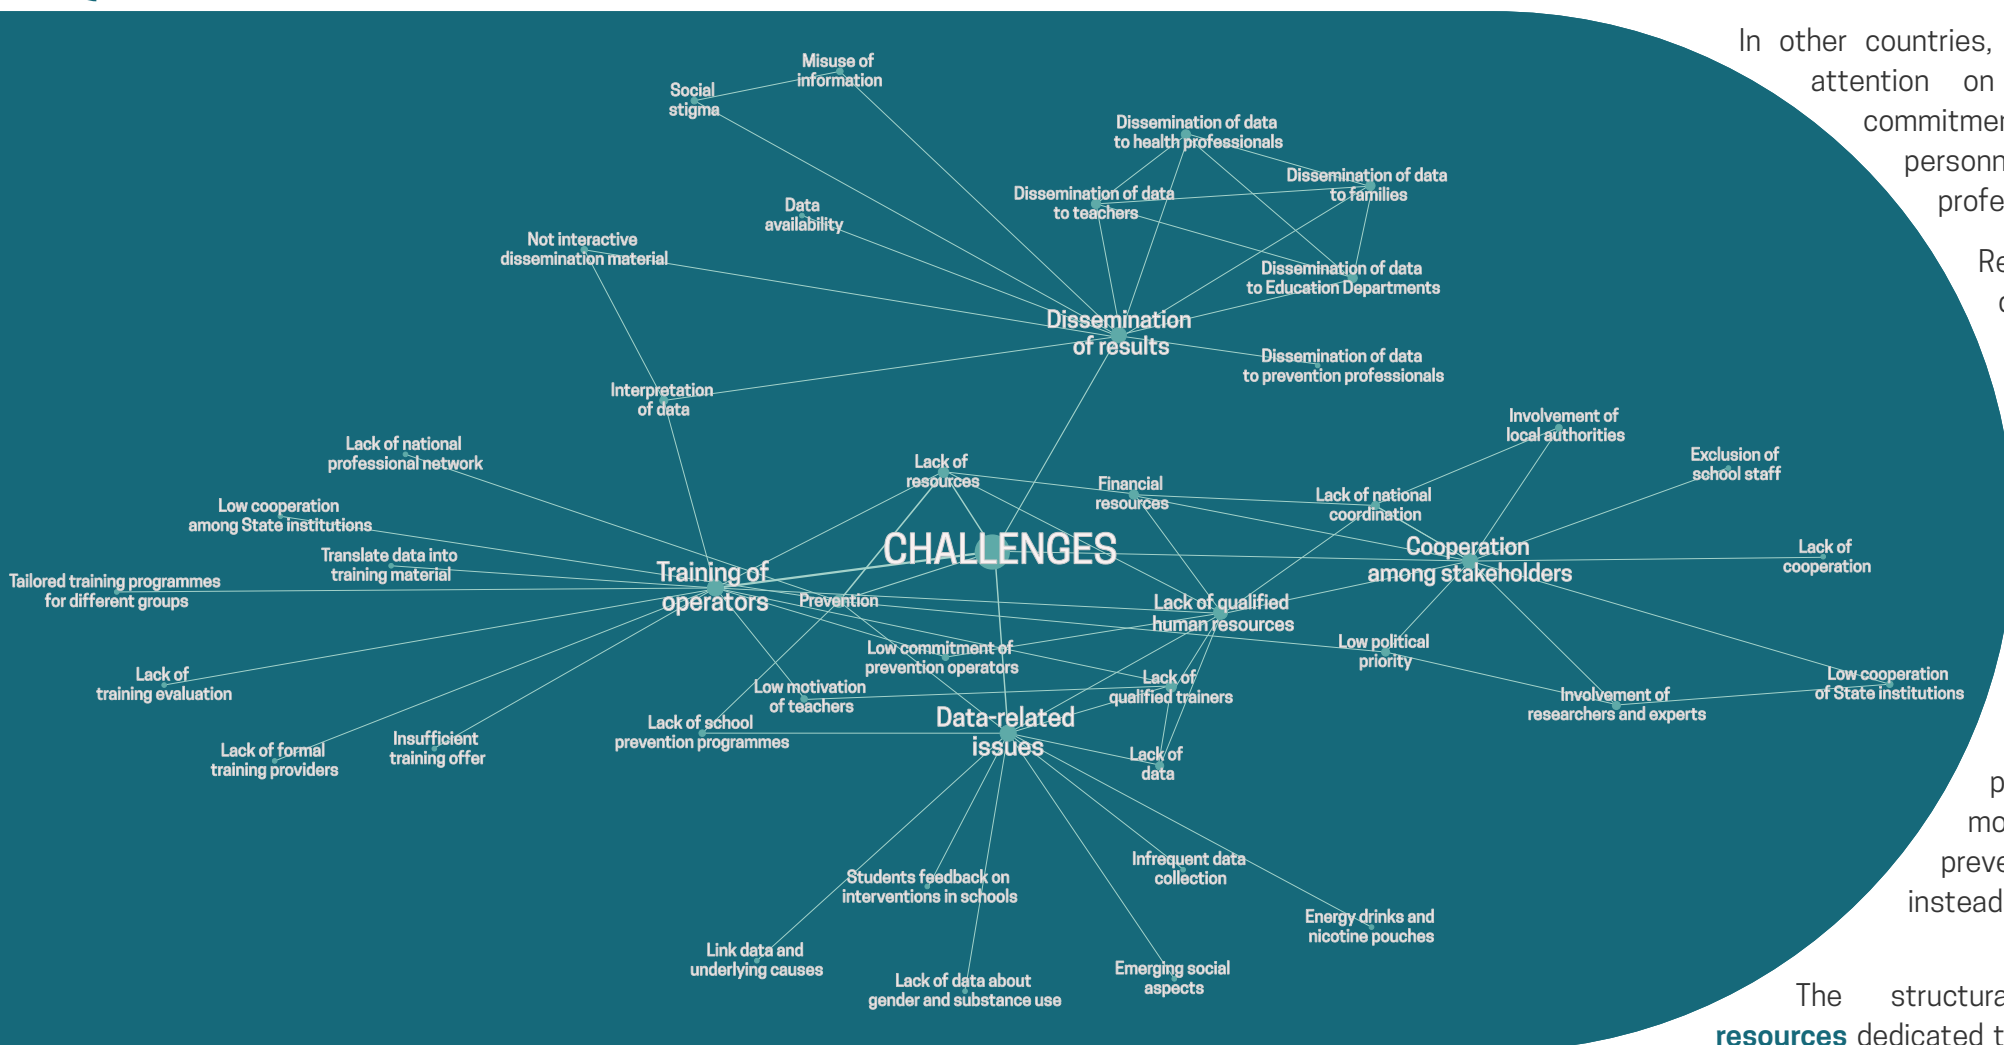 Misuse of
information
Social
stigma
Dissemination of data
to health professionals
Dissemination of data
to families
Dissemination of data
to teachers
Data
availability
Not interactive
dissemination material
Dissemination of data
to Education Departments
Dissemination
of results
Dissemination of data
to prevention professionals
Interpretation
of data
Involvement of
local authorities
Lack of national
professional network
Exclusion of
school staff
Lack of
resources
Financial
resources
Lack of national
coordination
Low cooperation
among State institutions
CHALLENGES
Cooperation
among stakeholders
Lack of
cooperation
Translate data into
training material
Training of
operators
Tailored training programmes
for different groups
Prevention
Lack of qualified
human resources
Low commitment of
prevention operators
Low political
priority
Lack of
training evaluation
Low motivation
of teachers
Lack of
qualified trainers
Low cooperation
of State institutions
Involvement of
researchers and experts
Lack of school
prevention programmes
Data-related
issues
Lack of formal
training providers
Insufficient
training offer
Lack of
data
Infrequent data
collection
Students feedback on
interventions in schools
Energy drinks and
nicotine pouches
Link data and
underlying causes
Emerging social
aspects
Lack of data about
gender and substance use
In other countries,
attention on
commitmen
personn
profe
Re
p
mo
preve
instead
The structura
resources dedicated t